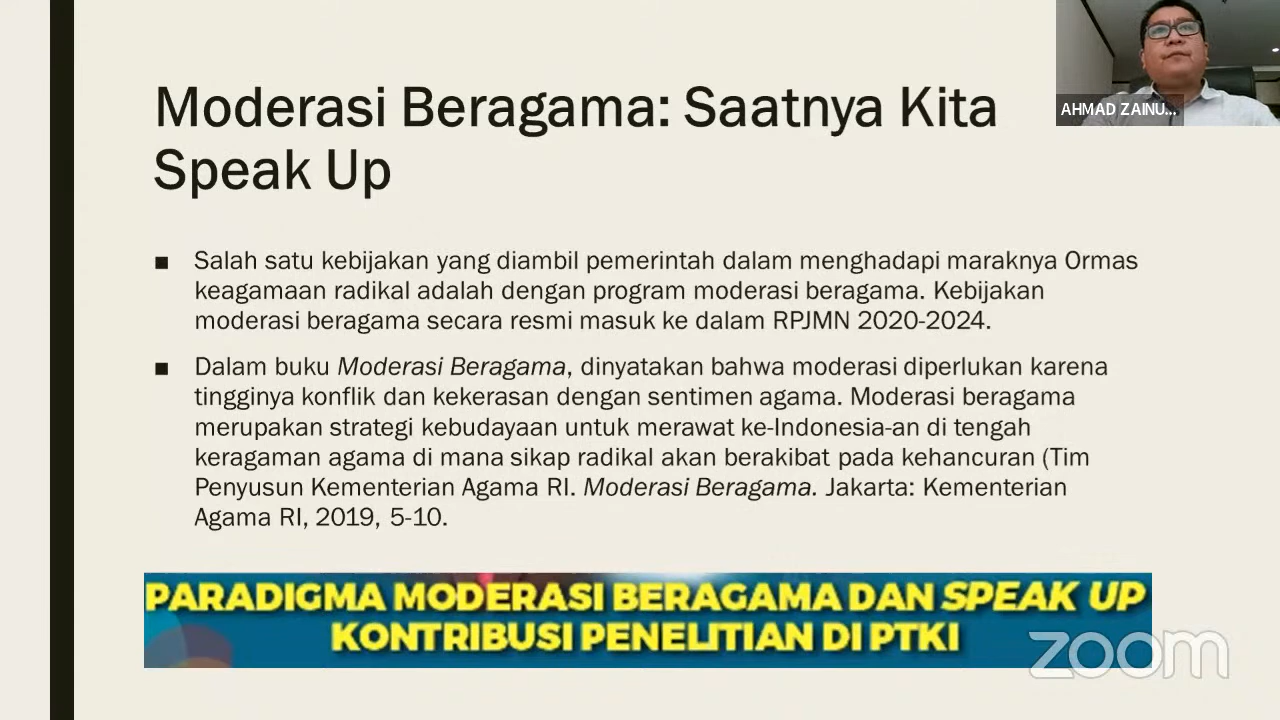 Moderasi Beragama: Saatnya Kita
Speak Up
AHMAD ZAINU...
■ Salah satu kebijakan yang diambil pemerintah dalam menghadapi maraknya Ormas
keagamaan radikal adalah dengan program moderasi beragama. Kebijakan
moderasi beragama secara resmi masuk ke dalam RPJMN 2020-2024.
■ Dalam buku Moderasi Beragama, dinyatakan bahwa moderasi diperlukan karena
tingginya konflik dan kekerasan dengan sentimen agama. Moderasi beragama
merupakan strategi kebudayaan untuk merawat ke-Indonesia-an di tengah
keragaman agama di mana sikap radikal akan berakibat pada kehancuran (Tim
Penyusun Kementerian Agama RI. Moderasi Beragama. Jakarta: Kementerian
Agama RI, 2019, 5-10.
PARADIGMA MODERASI BERAGAMA DAN SPEAK UP
KONTRIBUSI PENELITIAN DI PTKI
zoom